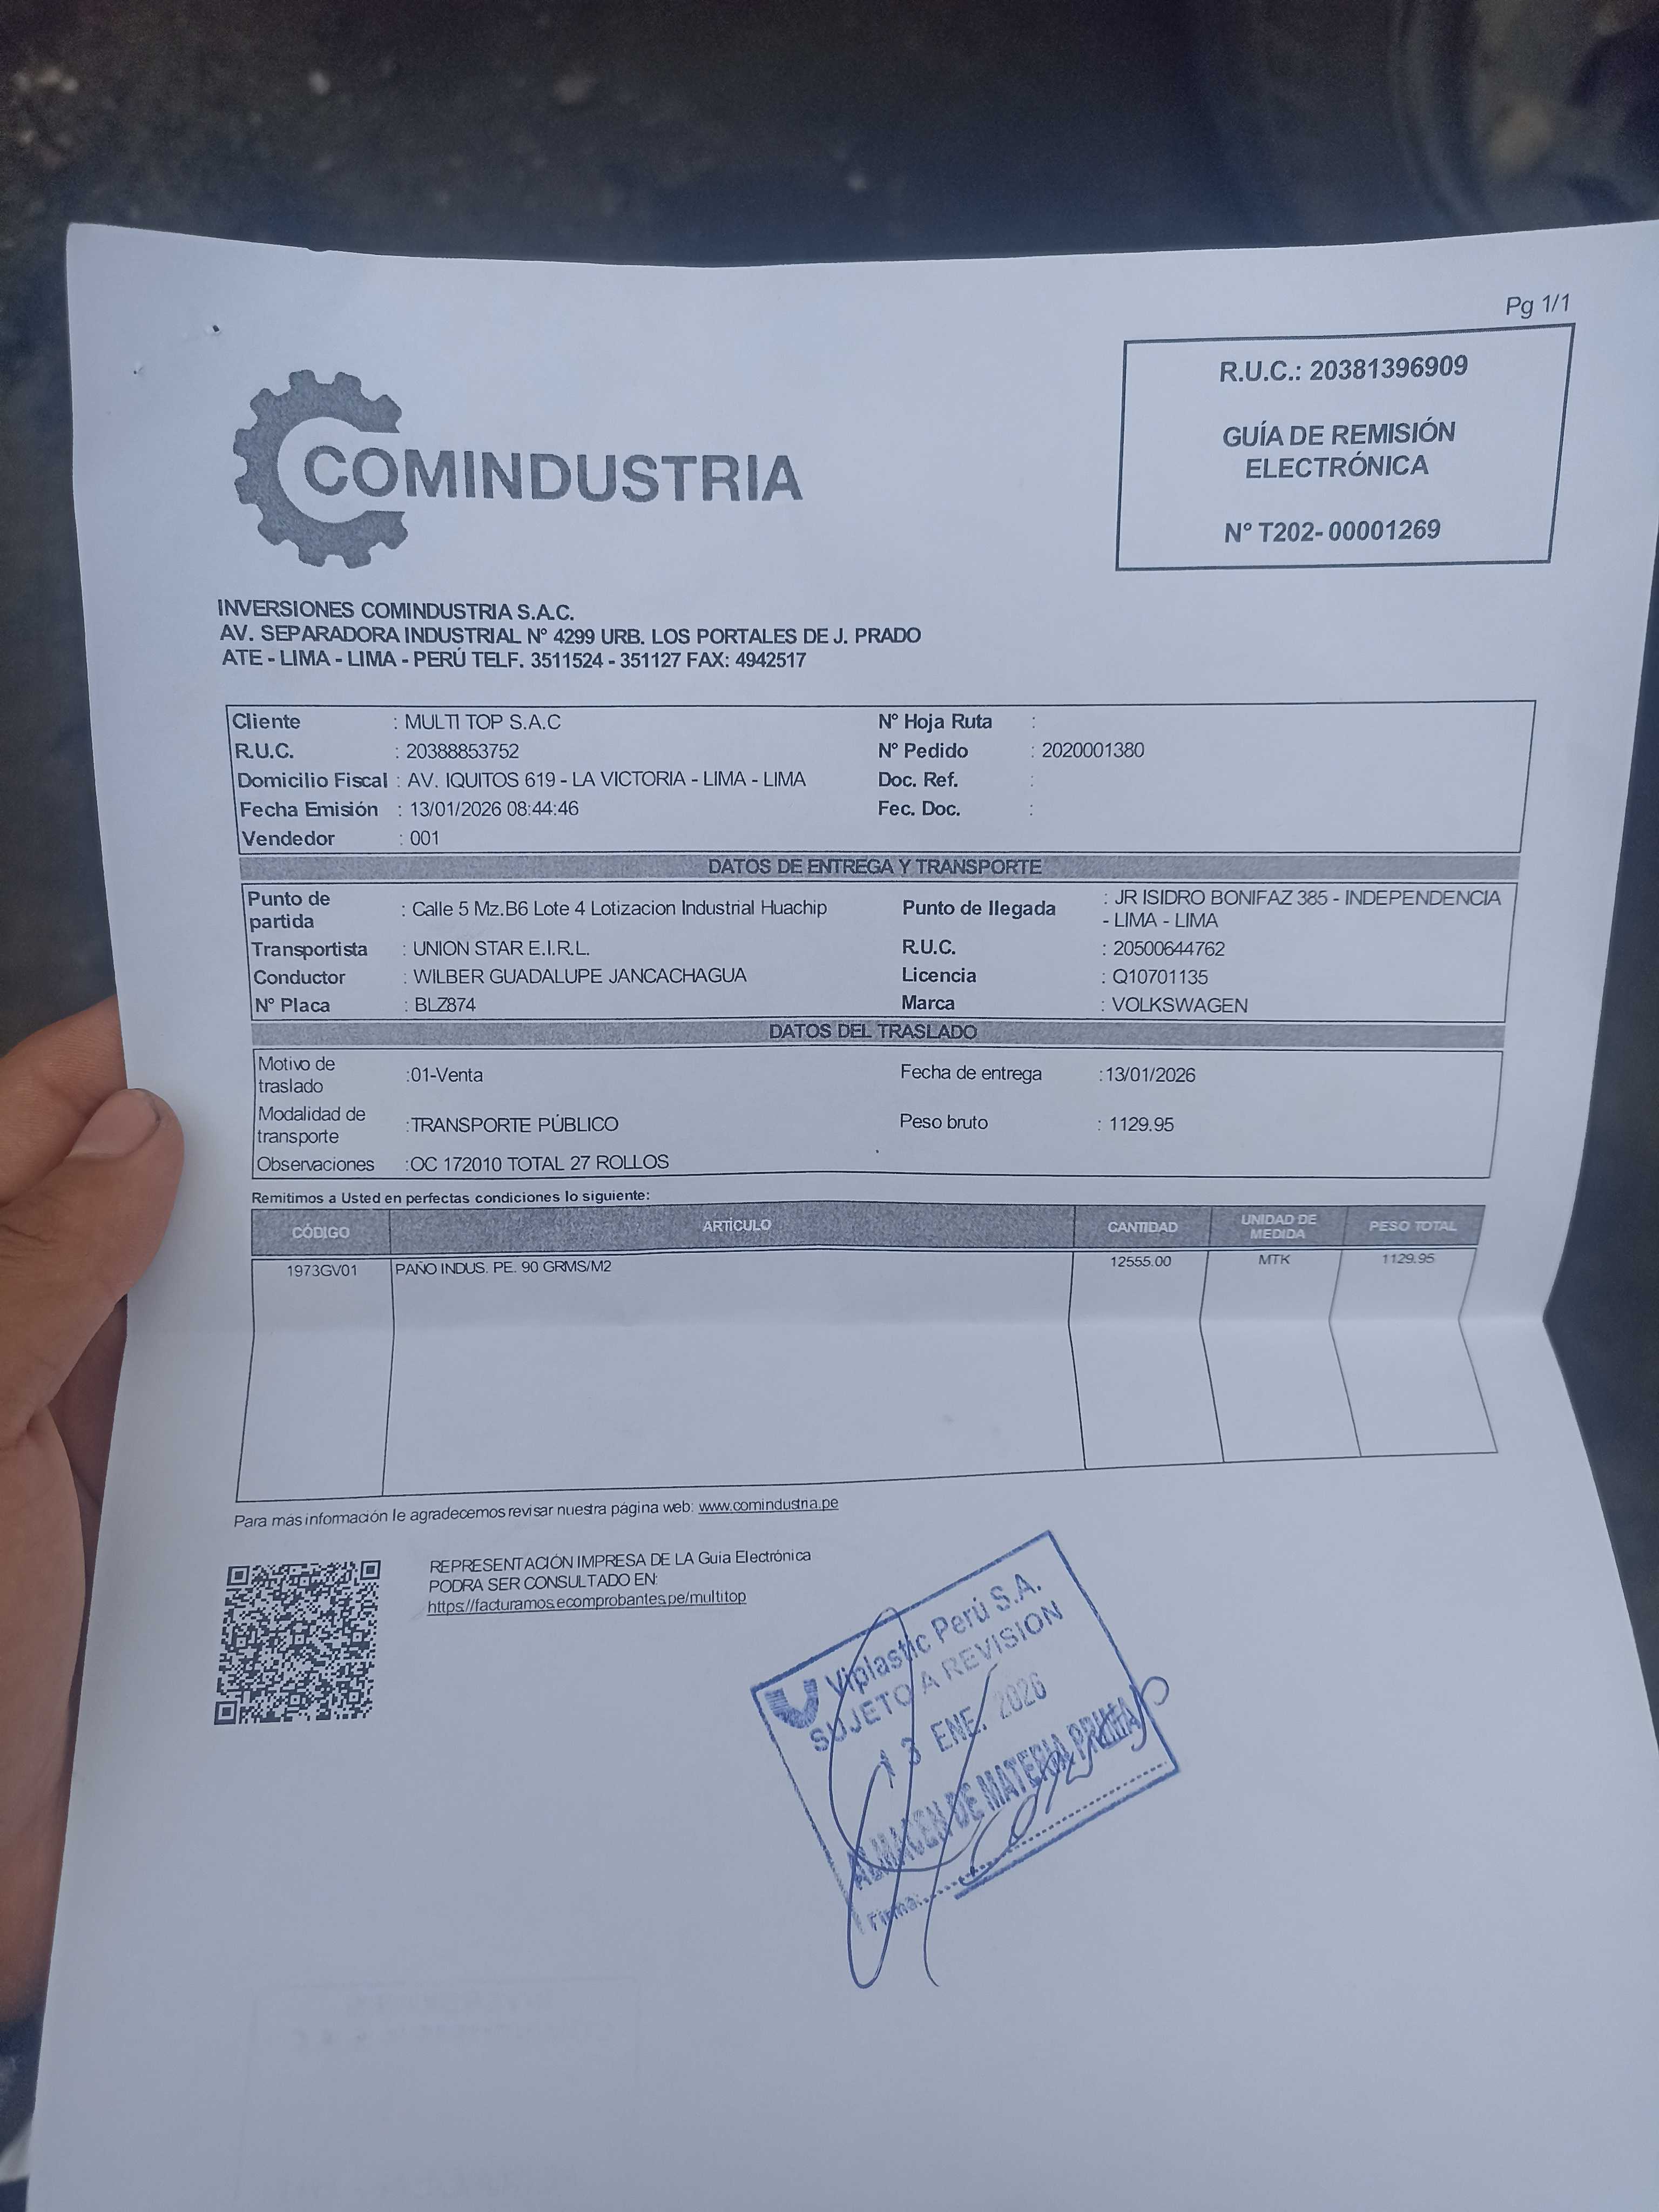 Pg 1/1
R.U.C.: 20381396909
GUÍA DE REMISIÓN
ELECTRÓNICA
N° T202- 00001269
COMINDUSTRIA
INVERSIONES COMINDUSTRIA S.A.C.
AV. SEPARADORA INDUSTRIAL N° 4299 URB. LOS PORTALES DE J. PRADO
ATE - LIMA - LIMA - PERÚ TELF. 3511524 - 351127 FAX: 4942517
Cliente : MULTI TOP S.A.C N° Hoja Ruta :
R.U.C. : 20388853752 N° Pedido : 2020001380
Domicilio Fiscal : AV. IQUITOS 619 - LA VICTORIA - LIMA - LIMA Doc. Ref. :
Fecha Emisión : 13/01/2026 08:44:46 Fec. Doc. :
Vendedor : 001
DATOS DE ENTREGA Y TRANSPORTE
Punto de partida : Calle 5 Mz.B6 Lote 4 Lotizacion Industrial Huachip Punto de llegada : JR ISIDRO BONIFAZ 385 - INDEPENDENCIA
- LIMA - LIMA
Transportista : UNION STAR E.I.R.L. R.U.C. : 20500644762
Conductor : WILBER GUADALUPE JANCACHAGUA Licencia : Q10701135
N° Placa : BLZ874 Marca : VOLKSWAGEN
DATOS DEL TRASLADO
Motivo de traslado :01-Venta Fecha de entrega :13/01/2026
Modalidad de transporte :TRANSPORTE PÚBLICO Peso bruto : 1129.95
Observaciones :OC 172010 TOTAL 27 ROLLOS
Remitimos a Usted en perfectas condiciones lo siguiente:
CÓDIGO ARTÍCULO CANTIDAD UNIDAD DE MEDIDA PESO TOTAL
1973GV01 PAÑO INDUS. PE. 90 GRMS/M2 12555.00 MTK 1129.95
Para más información le agradecemos revisar nuestra página web: www.comindustria.pe
REPRESENTACIÓN IMPRESA DE LA Guía Electrónica
PODRA SER CONSULTADO EN:
https://facturamos.ecomprobantes.pe/multitop
Viplastic Perú S.A.
SUJETO A REVISION
13 ENE. 2026
ALMACEN DE MATERIA PRIMA
Firma: